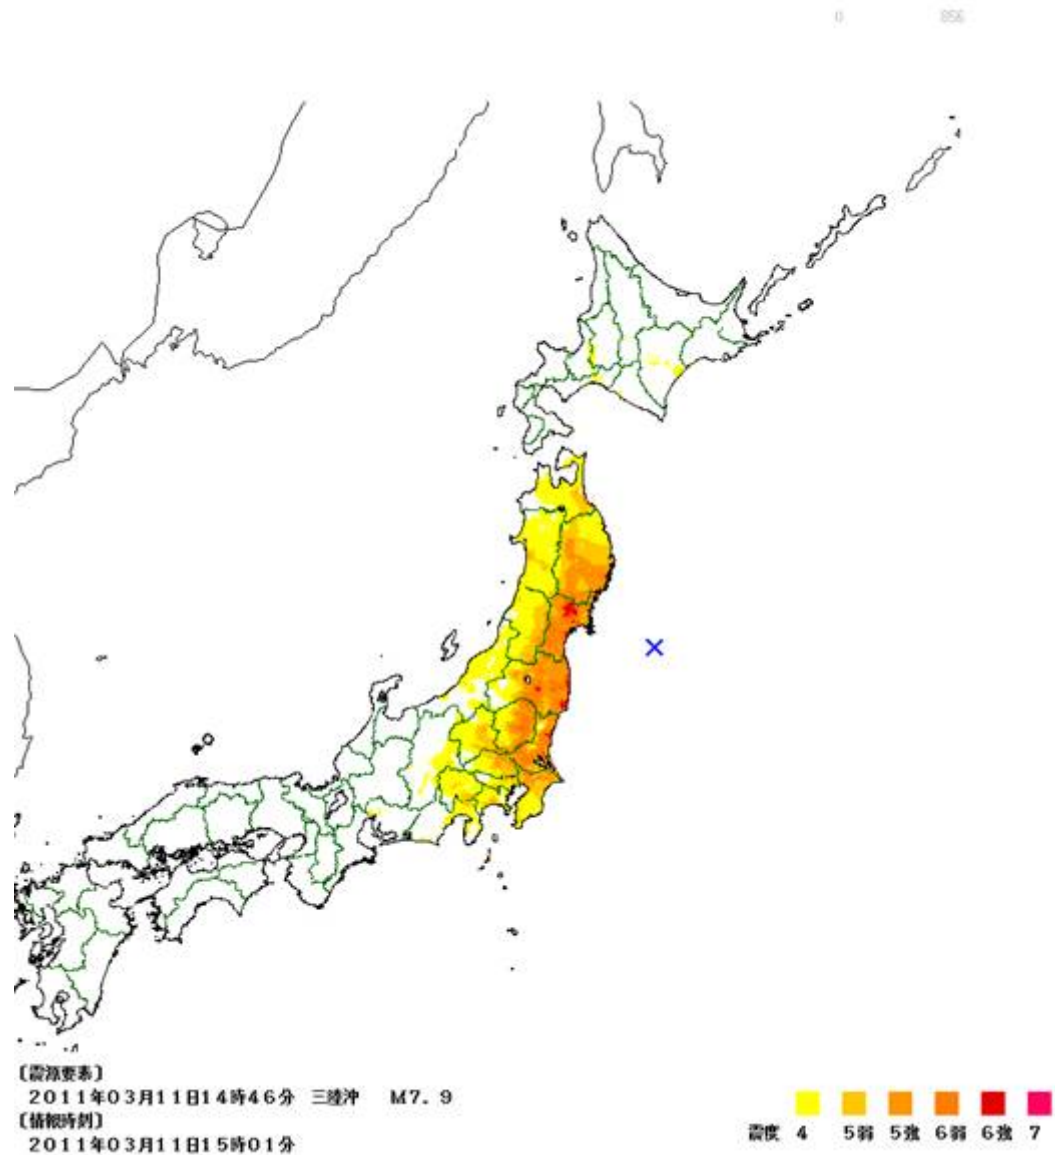 0 856
〔震源要素〕
2011年03月11日14時46分 三陸沖 M7.9
〔情報時刻〕
2011年03月11日15時01分
震度 4 5弱 5強 6弱 6強 7